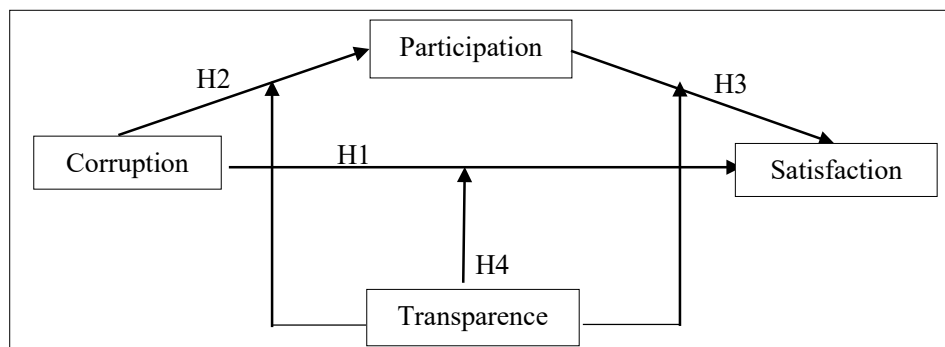 Participation
H2
H3
Corruption
H1
Satisfaction
H4
Transparence